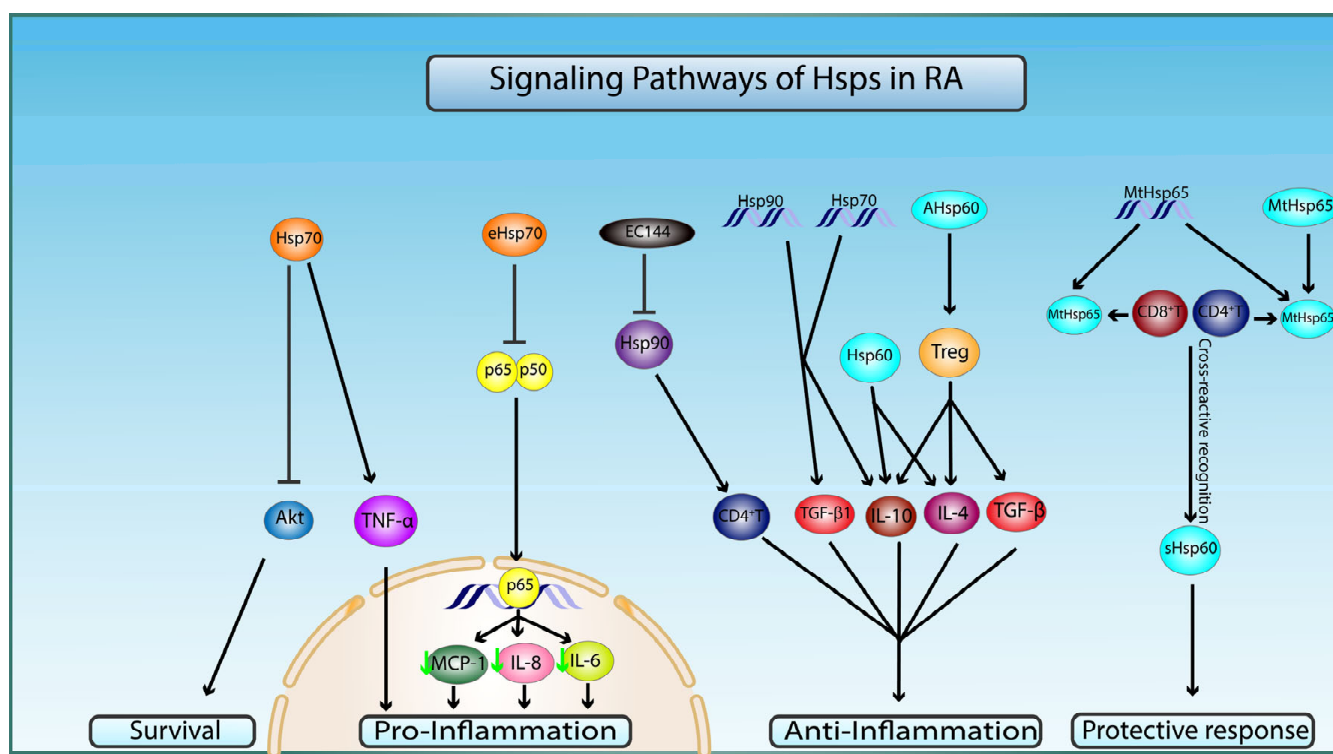 Signaling Pathways of Hsps in RA
Hsp70
eHsp70
EC144
Hsp90
Hsp70
AHsp60
MtHsp65
MtHsp65
p65
p50
Hsp90
Hsp60
Treg
MtHsp65
CD8⁺T
CD4⁺T
MtHsp65
Cross-reactive recognition
Akt
TNF-α
CD4⁺T
TGF-β1
IL-10
IL-4
TGF-β
sHsp60
p65
MCP-1
IL-8
IL-6
Survival
Pro-Inflammation
Anti-Inflammation
Protective response